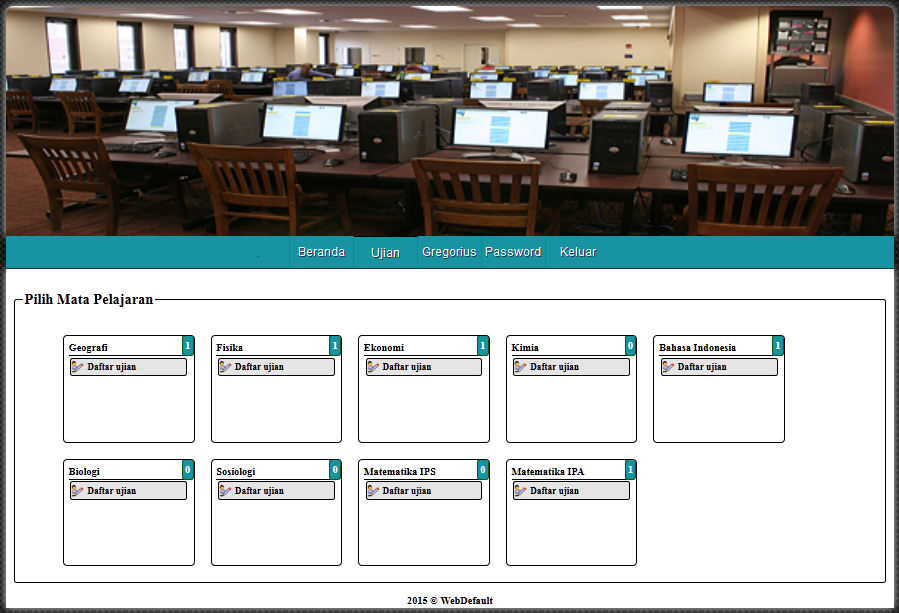 Beranda Ujian Gregorius Password Keluar
Pilih Mata Pelajaran
Geografi 1 Fisika 1 Ekonomi 1 Kimia 0 Bahasa Indonesia 1
Daftar ujian Daftar ujian Daftar ujian Daftar ujian Daftar ujian
Biologi 0 Sosiologi 0 Matematika IPS 0 Matematika IPA 1
Daftar ujian Daftar ujian Daftar ujian Daftar ujian
2015 © WebDefault